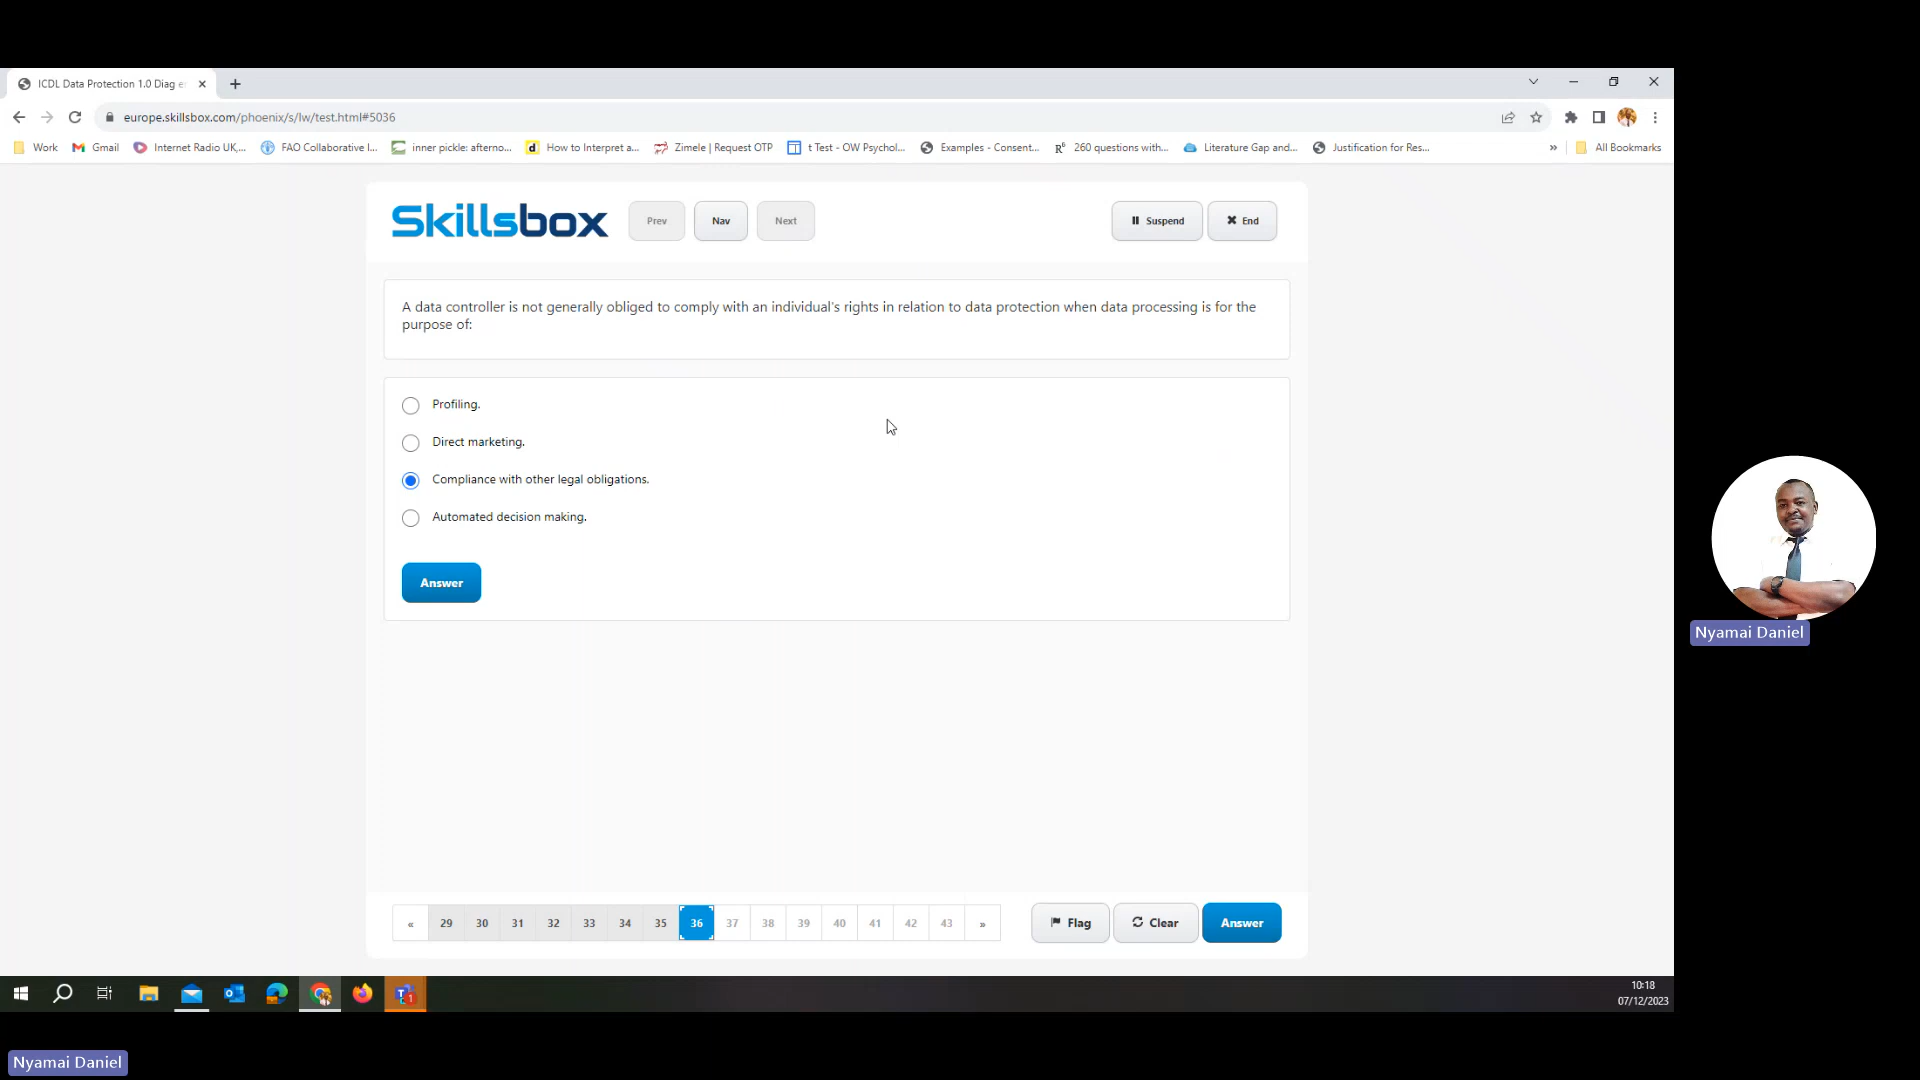 ICDL Data Protection 1.0 Diag e
europe.skillsbox.com/phoenix/s/lw/test.html#5036
Work Gmail Internet Radio UK,... FAO Collaborative I... inner pickle: afterno... How to Interpret a... Zimele | Request OTP t Test - OW Psychol... Examples - Consent... 260 questions with... Literature Gap and... Justification for Res... » All Bookmarks
Skillsbox Prev Nav Next Suspend End
A data controller is not generally obliged to comply with an individual's rights in relation to data protection when data processing is for the
purpose of:
Profiling.
Direct marketing.
Compliance with other legal obligations.
Automated decision making.
Answer
Nyamai Daniel
« 29 30 31 32 33 34 35 36 37 38 39 40 41 42 43 » Flag Clear Answer
10:18
07/12/2023
Nyamai Daniel